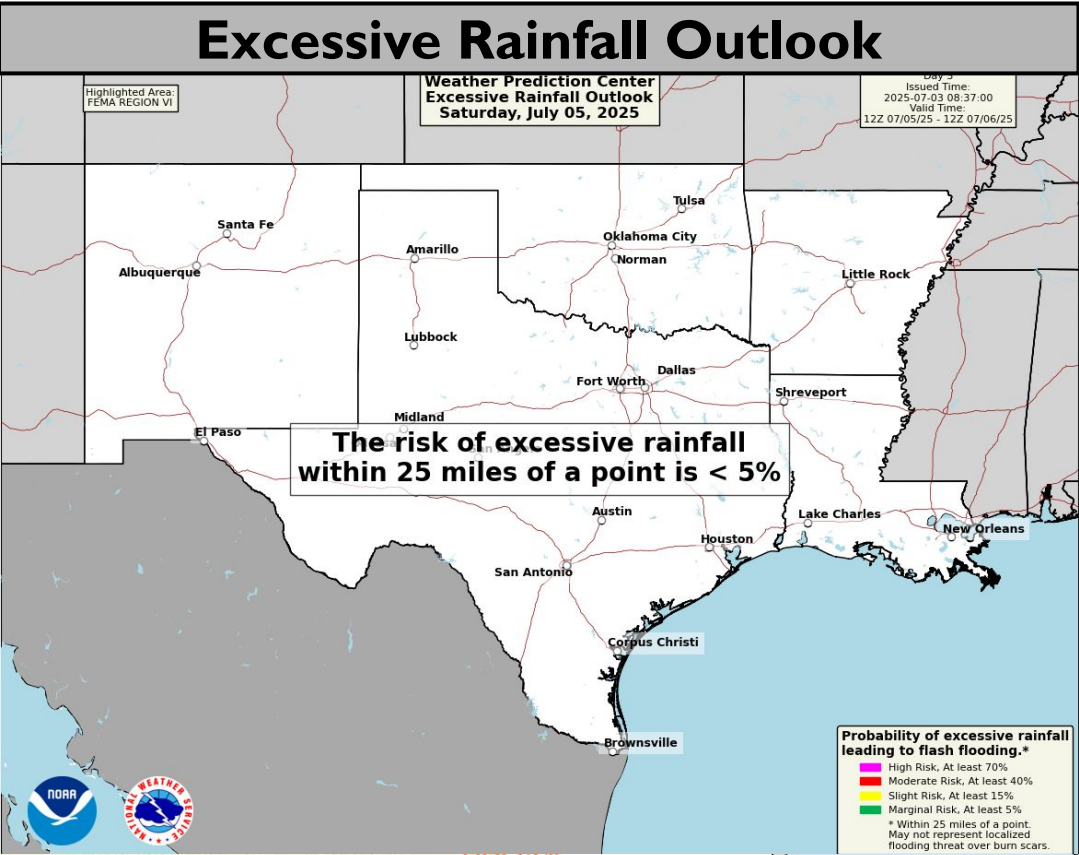 Excessive Rainfall Outlook
Highlighted Area:
FEMA REGION VI
Weather Prediction Center
Excessive Rainfall Outlook
Saturday, July 05, 2025
Issued Time:
2025-07-03 08:37:00
Valid Time:
12Z 07/05/25 - 12Z 07/06/25
Santa Fe
Tulsa
Oklahoma City
Amarillo
Norman
Albuquerque
Little Rock
Lubbock
Dallas
Fort Worth
Shreveport
Midland
El Paso
The risk of excessive rainfall
within 25 miles of a point is < 5%
Austin
Lake Charles
New Orleans
Houston
San Antonio
Corpus Christi
Brownsville
Probability of excessive rainfall
leading to flash flooding.*
High Risk, At least 70%
Moderate Risk, At least 40%
Slight Risk, At least 15%
Marginal Risk, At least 5%
* Within 25 miles of a point.
May not represent localized
flooding threat over burn scars.
NOAA
NATIONAL WEATHER SERVICE